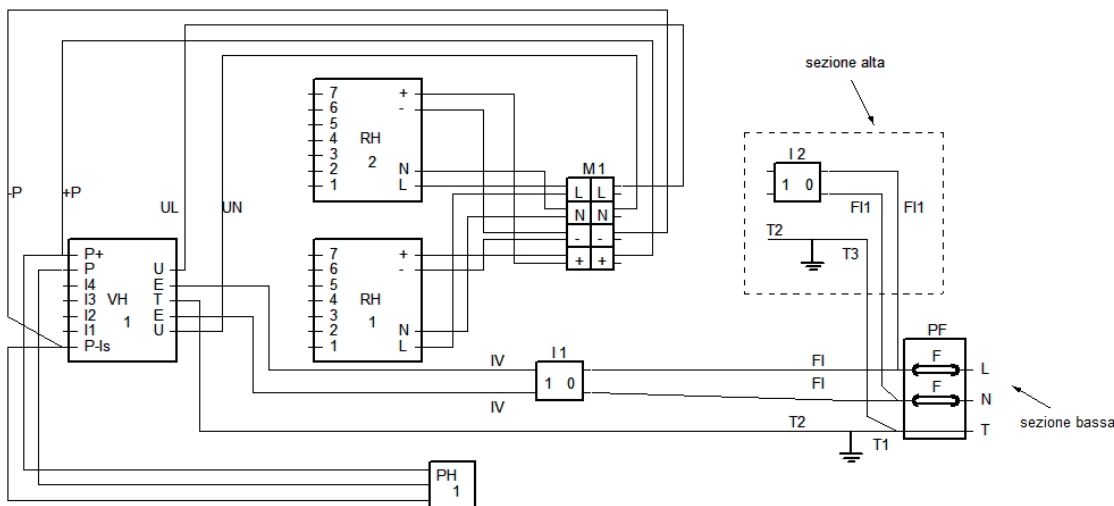 sezione alta
7 +
6 -
5
4 RH
3 2
2 N
1 L
M 1
L L
N N
- -
+ +
I 2
1 0
FI1 FI1
T2
T3
-P +P UL UN
P+
P U
I4 E
I3 VH T
I2 1 E
I1 U
P-Is
7 +
6 -
5
4 RH
3 1
2 N
1 L
IV I 1 FI
1 0 FI
IV
PF
F L
F N
T
sezione bassa
T2
T1
PH
1